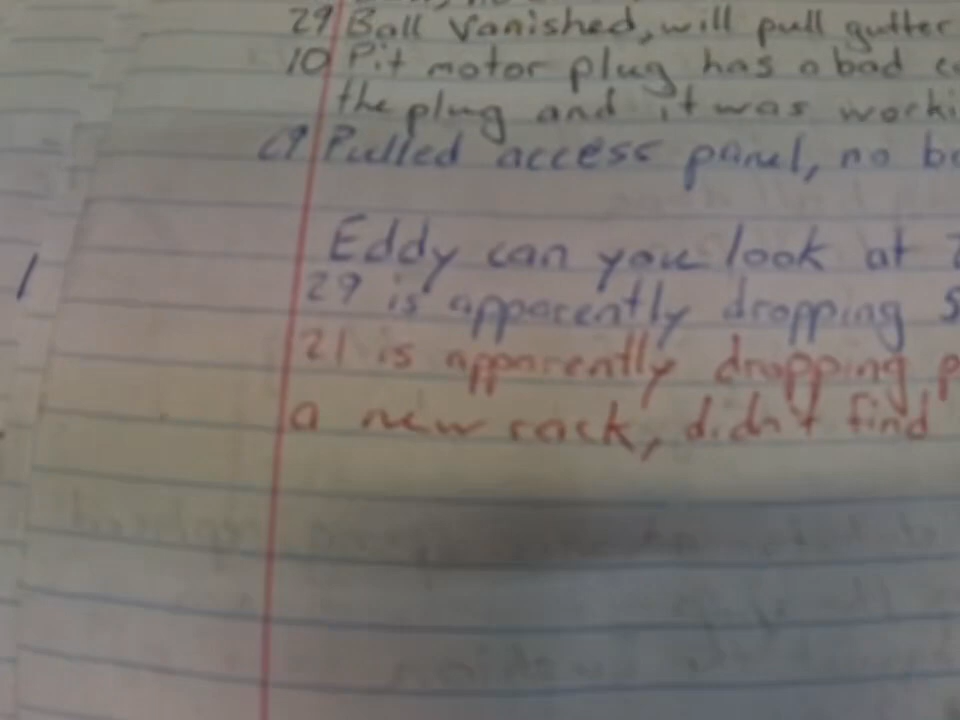 29 Ball Vanished, will pull gutter
10 Pit motor plug has a bad
the plug and it was
Pulled access panel, no
Eddy can you look at
29 is apparently dropping
21 is apparently dropping
a new rack, didn't find